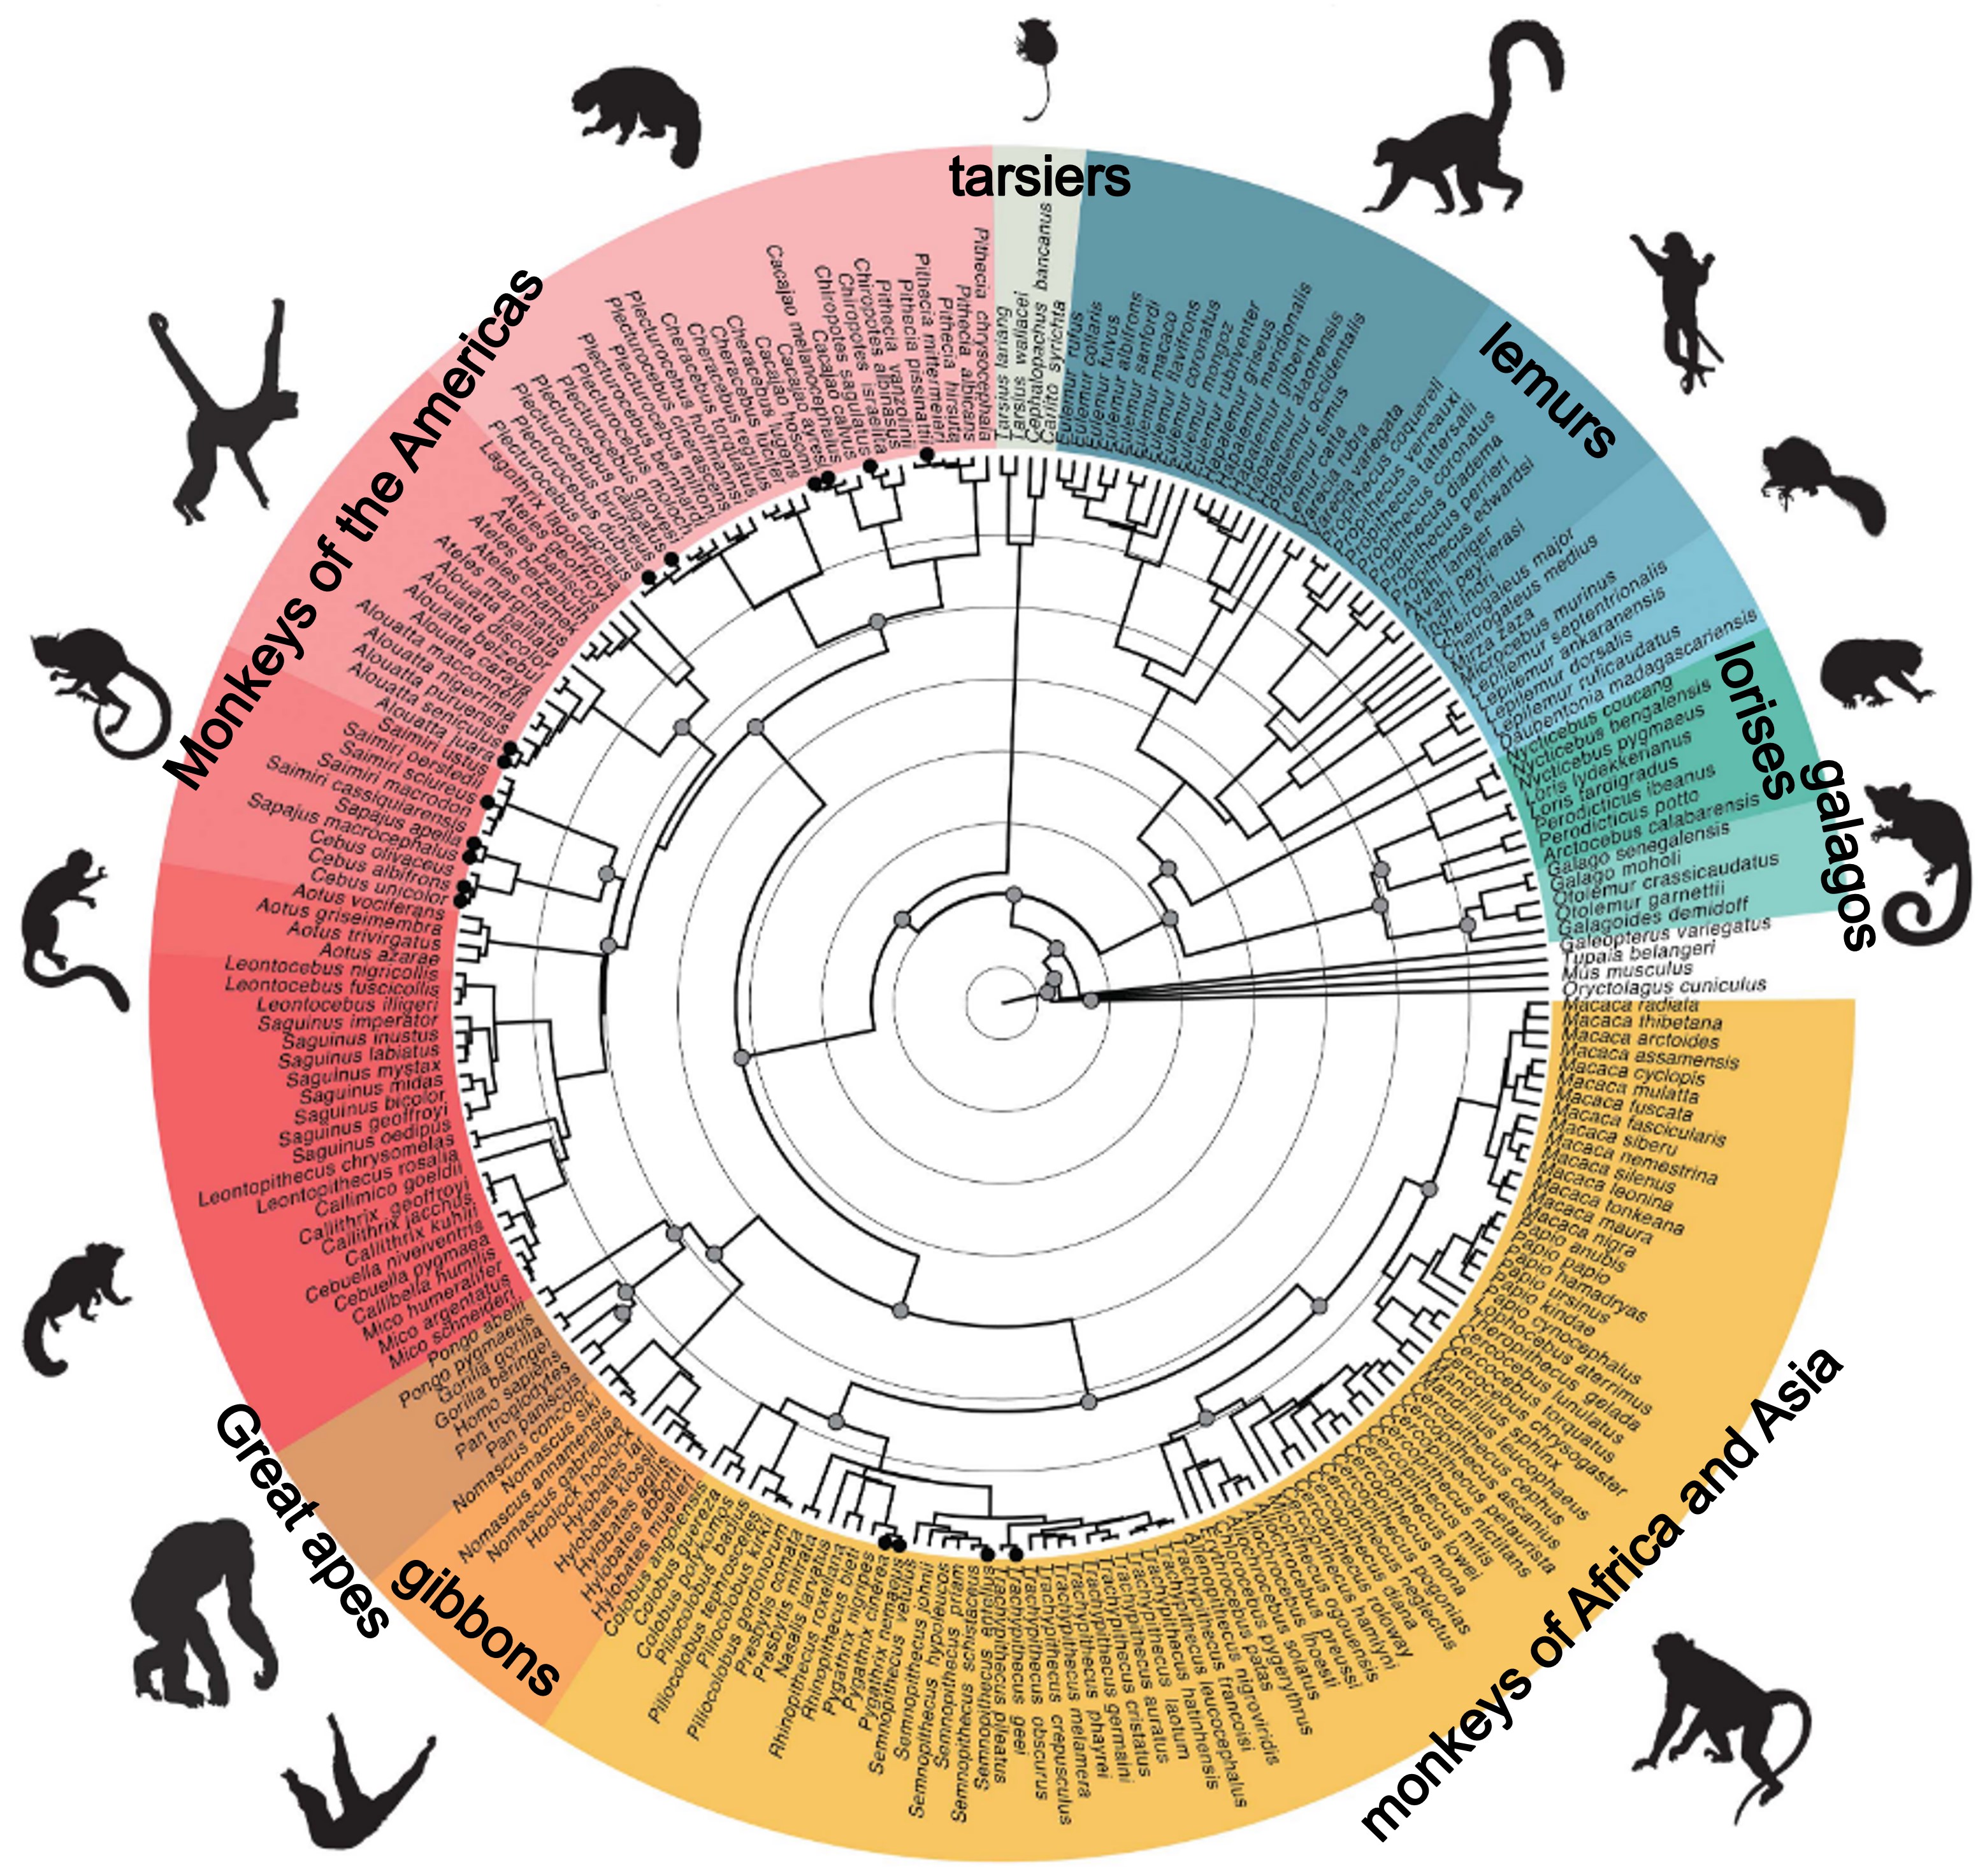 tarsiers
lemurs
lorises
galagos
monkeys of Africa and Asia
gibbons
Great apes
Monkeys of the Americas
Tarsius lariang
Tarsius wallacei
Cephalopachus bancanus
Carlito syrichta
Eulemur rufus
Eulemur collaris
Eulemur fulvus
Eulemur albifrons
Eulemur sanfordi
Eulemur macaco
Eulemur flavifrons
Eulemur coronatus
Eulemur mongoz
Eulemur rubriventer
Hapalemur griseus
Hapalemur meridionalis
Hapalemur gilberti
Hapalemur alaotrensis
Hapalemur occidentalis
Prolemur simus
Lemur catta
Varecia rubra
Varecia variegata
Propithecus coquereli
Propithecus verreauxi
Propithecus tattersalli
Propithecus coronatus
Propithecus diadema
Propithecus perrieri
Propithecus edwardsi
Avahi laniger
Avahi peyrierasi
Indri indri
Cheirogaleus major
Cheirogaleus medius
Mirza zaza
Microcebus murinus
Lepilemur septentrionalis
Lepilemur ankaranensis
Lepilemur dorsalis
Lepilemur ruficaudatus
Daubentonia madagascariensis
Nycticebus coucang
Nycticebus bengalensis
Nycticebus pygmaeus
Loris lydekkerianus
Loris tardigradus
Perodicticus ibeanus
Perodicticus potto
Arctocebus calabarensis
Galago senegalensis
Galago moholi
Otolemur crassicaudatus
Otolemur garnettii
Galagoides demidoff
Galeopterus variegatus
Tupaia belangeri
Mus musculus
Oryctolagus cuniculus
Macaca radiata
Macaca thibetana
Macaca arctoides
Macaca assamensis
Macaca cyclopis
Macaca mulatta
Macaca fuscata
Macaca fascicularis
Macaca siberu
Macaca nemestrina
Macaca silenus
Macaca leonina
Macaca tonkeana
Macaca maura
Macaca nigra
Papio anubis
Papio papio
Papio hamadryas
Papio ursinus
Papio kindae
Papio cynocephalus
Lophocebus aterrimus
Theropithecus gelada
Cercocebus lunulatus
Cercocebus torquatus
Cercocebus chrysogaster
Mandrillus sphinx
Mandrillus leucophaeus
Cercopithecus cephus
Cercopithecus ascanius
Cercopithecus petaurista
Cercopithecus nictitans
Cercopithecus mitis
Cercopithecus lowei
Cercopithecus mona
Cercopithecus pogonias
Cercopithecus neglectus
Cercopithecus diana
Cercopithecus roloway
Cercopithecus hamlyni
Allochrocebus preussi
Allochrocebus lhoesti
Allochrocebus solatus
Chlorocebus pygerythrus
Erythrocebus patas
Allenopithecus nigroviridis
Trachypithecus francoisi
Trachypithecus leucocephalus
Trachypithecus hatinhensis
Trachypithecus laotum
Trachypithecus auratus
Trachypithecus cristatus
Trachypithecus germaini
Trachypithecus phayrei
Trachypithecus melamera
Trachypithecus crepusculus
Trachypithecus obscurus
Trachypithecus geei
Trachypithecus pileatus
Semnopithecus entellus
Semnopithecus schistaceus
Semnopithecus priam
Semnopithecus hypoleucos
Semnopithecus johnii
Semnopithecus vetulus
Pygathrix nemaeus
Pygathrix cinerea
Pygathrix nigripes
Rhinopithecus bieti
Rhinopithecus roxellana
Nasalis larvatus
Presbytis mitrata
Presbytis comata
Piliocolobus gordonorum
Piliocolobus kirkii
Piliocolobus tephrosceles
Piliocolobus badius
Colobus polykomos
Colobus guereza
Colobus angolensis
Hylobates muelleri
Hylobates abbotti
Hylobates agilis
Hylobates klossii
Hylobates lar
Hoolock hoolock
Nomascus gabriellae
Nomascus annamensis
Nomascus siki
Nomascus concolor
Pan paniscus
Pan troglodytes
Homo sapiens
Gorilla beringei
Gorilla gorilla
Pongo pygmaeus
Pongo abelii
Mico schneideri
Mico argentatus
Mico humeralifer
Callibella humilis
Cebuella pygmaea
Cebuella niveiventris
Callithrix kuhlii
Callithrix jacchus
Callithrix geoffroyi
Callimico goeldii
Leontopithecus rosalia
Leontopithecus chrysomelas
Saguinus oedipus
Saguinus geoffroyi
Saguinus bicolor
Saguinus midas
Saguinus mystax
Saguinus labiatus
Saguinus inustus
Saguinus imperator
Leontocebus illigeri
Leontocebus fuscicollis
Leontocebus nigricollis
Aotus azarae
Aotus trivirgatus
Aotus griseimembra
Aotus vociferans
Cebus unicolor
Cebus albifrons
Cebus olivaceus
Sapajus macrocephalus
Sapajus apella
Saimiri cassiquiarensis
Saimiri macrodon
Saimiri sciureus
Saimiri oerstedii
Saimiri ustus
Alouatta juara
Alouatta seniculus
Alouatta puruensis
Alouatta nigerrima
Alouatta macconnelli
Alouatta caraya
Alouatta belzebul
Alouatta discolor
Alouatta palliata
Ateles marginatus
Ateles chamek
Ateles belzebuth
Ateles paniscus
Ateles geoffroyi
Lagothrix lagothricha
Plecturocebus cupreus
Plecturocebus dubius
Plecturocebus brunneus
Plecturocebus caligatus
Plecturocebus grovesi
Plecturocebus moloch
Plecturocebus bernhardi
Plecturocebus miltoni
Plecturocebus cinerascens
Plecturocebus hoffmannsi
Cheracebus torquatus
Cheracebus regulus
Cheracebus lucifer
Cheracebus lugens
Cacajao hosomi
Cacajao ayresi
Cacajao melanocephalus
Cacajao calvus
Chiropotes sagulatus
Chiropotes israelita
Chiropotes albinasus
Pithecia vanzolinii
Pithecia pissinattii
Pithecia mittermeieri
Pithecia hirsuta
Pithecia albicans
Pithecia chrysocephala